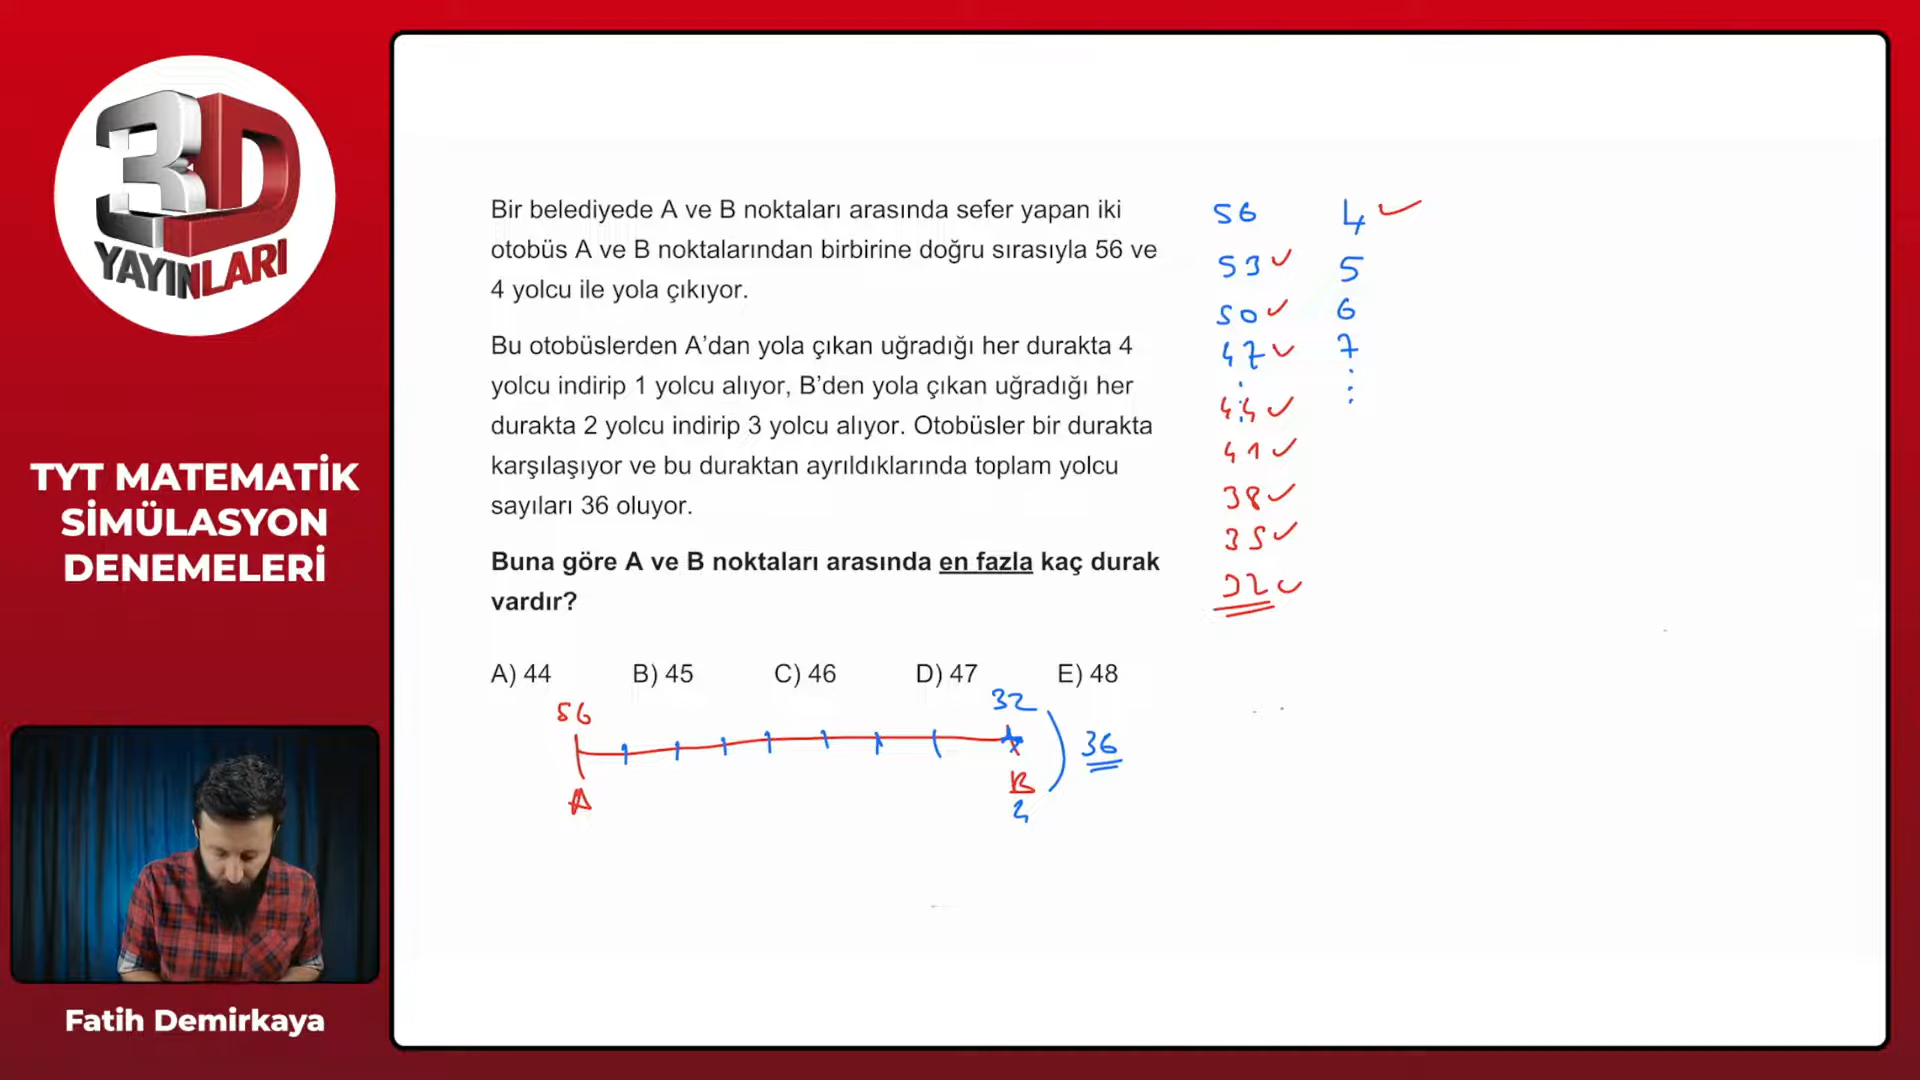 3D
YAYINLARI
TYT MATEMATİK
SİMÜLASYON
DENEMELERİ
Fatih Demirkaya
Bir belediyede A ve B noktaları arasında sefer yapan iki
otobüs A ve B noktalarından birbirine doğru sırasıyla 56 ve
4 yolcu ile yola çıkıyor.
Bu otobüslerden A’dan yola çıkan uğradığı her durakta 4
yolcu indirip 1 yolcu alıyor, B’den yola çıkan uğradığı her
durakta 2 yolcu indirip 3 yolcu alıyor. Otobüsler bir durakta
karşılaşıyor ve bu duraktan ayrıldıklarında toplam yolcu
sayıları 36 oluyor.
Buna göre A ve B noktaları arasında en fazla kaç durak
vardır?
A) 44 B) 45 C) 46 D) 47 E) 48
56 4 ✓
53 ✓ 5
50 ✓ 6
47 ✓ 7
44 ✓
41 ✓
38 ✓
35 ✓
32 ✓
56 32
36
A B
4